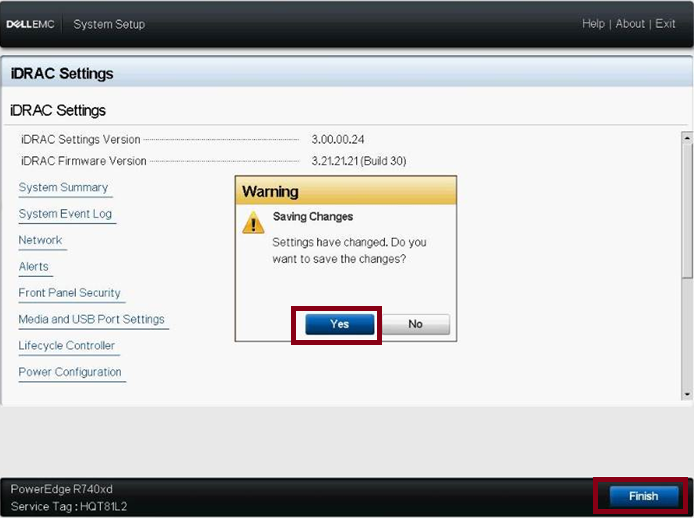 DELLEMC System Setup Help | About | Exit
iDRAC Settings
iDRAC Settings
iDRAC Settings Version 3.00.00.24
iDRAC Firmware Version 3.21.21.21 (Build 30)
System Summary
System Event Log
Network
Alerts
Front Panel Security
Media and USB Port Settings
Lifecycle Controller
Power Configuration
Warning
Saving Changes
Settings have changed. Do you
want to save the changes?
Yes No
PowerEdge R740xd
Service Tag : HQT81L2
Finish